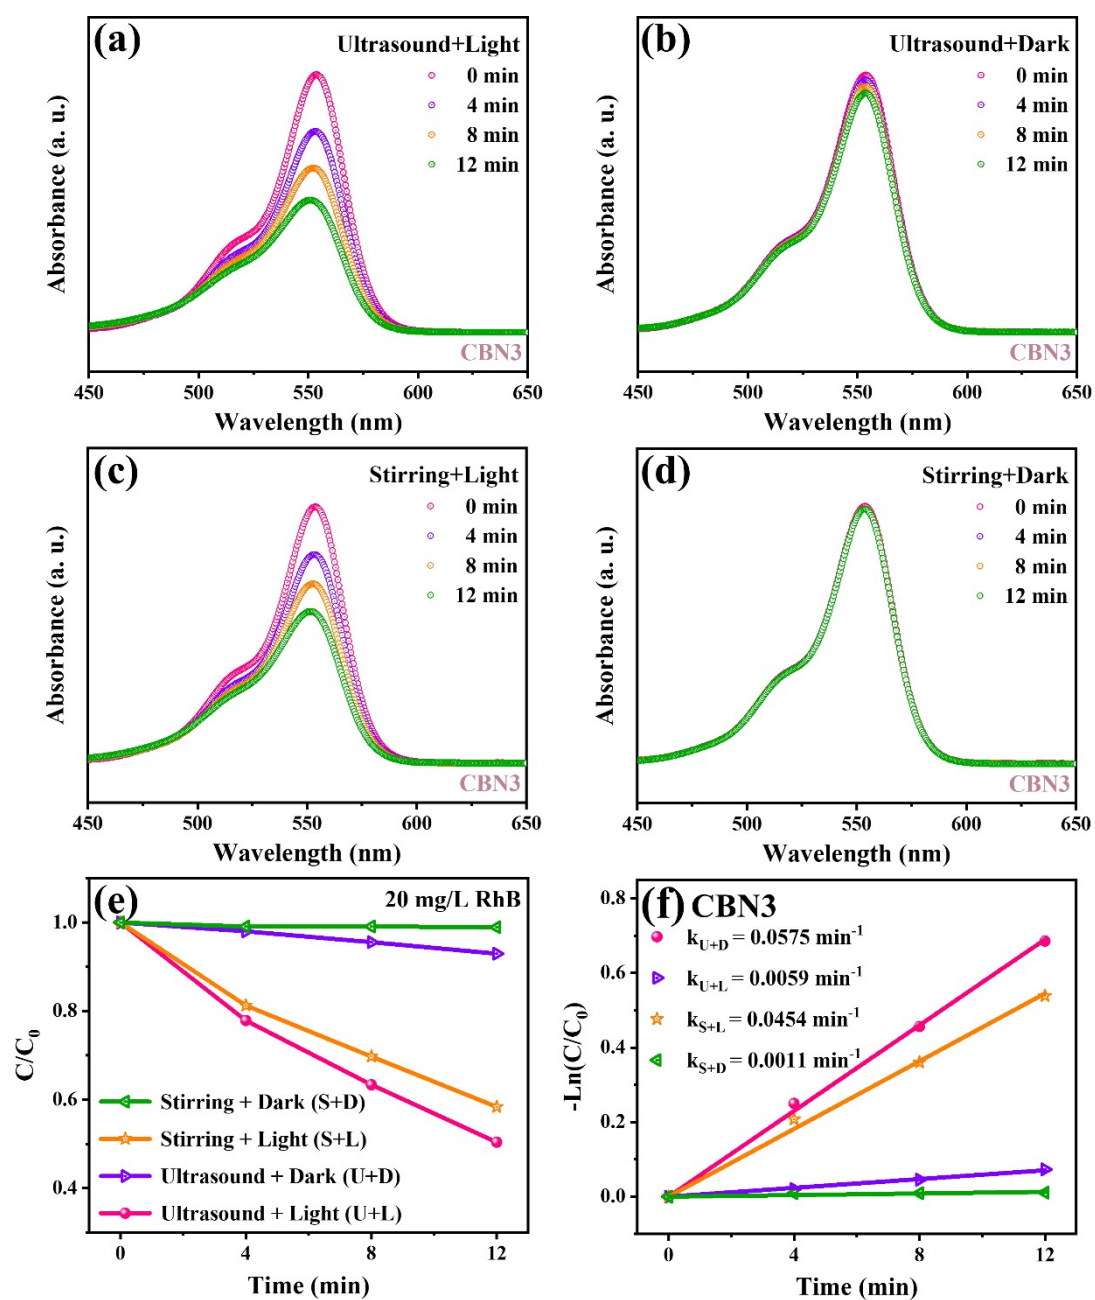 (a)
Ultrasound+Light
0 min
4 min
8 min
12 min
CBN3
Absorbance (a. u.)
450 500 550 600 650
Wavelength (nm)
(b)
Ultrasound+Dark
0 min
4 min
8 min
12 min
CBN3
Absorbance (a. u.)
450 500 550 600 650
Wavelength (nm)
(c)
Stirring+Light
0 min
4 min
8 min
12 min
CBN3
Absorbance (a. u.)
450 500 550 600 650
Wavelength (nm)
(d)
Stirring+Dark
0 min
4 min
8 min
12 min
CBN3
Absorbance (a. u.)
450 500 550 600 650
Wavelength (nm)
(e)
20 mg/L RhB
1.0
0.8
0.6
0.4
C/C₀
Stirring + Dark (S+D)
Stirring + Light (S+L)
Ultrasound + Dark (U+D)
Ultrasound + Light (U+L)
0 4 8 12
Time (min)
(f) CBN3
k_U+D = 0.0575 min⁻¹
k_U+L = 0.0059 min⁻¹
k_S+L = 0.0454 min⁻¹
k_S+D = 0.0011 min⁻¹
0.8
0.6
0.4
0.2
0.0
-Ln(C/C₀)
0 4 8 12
Time (min)